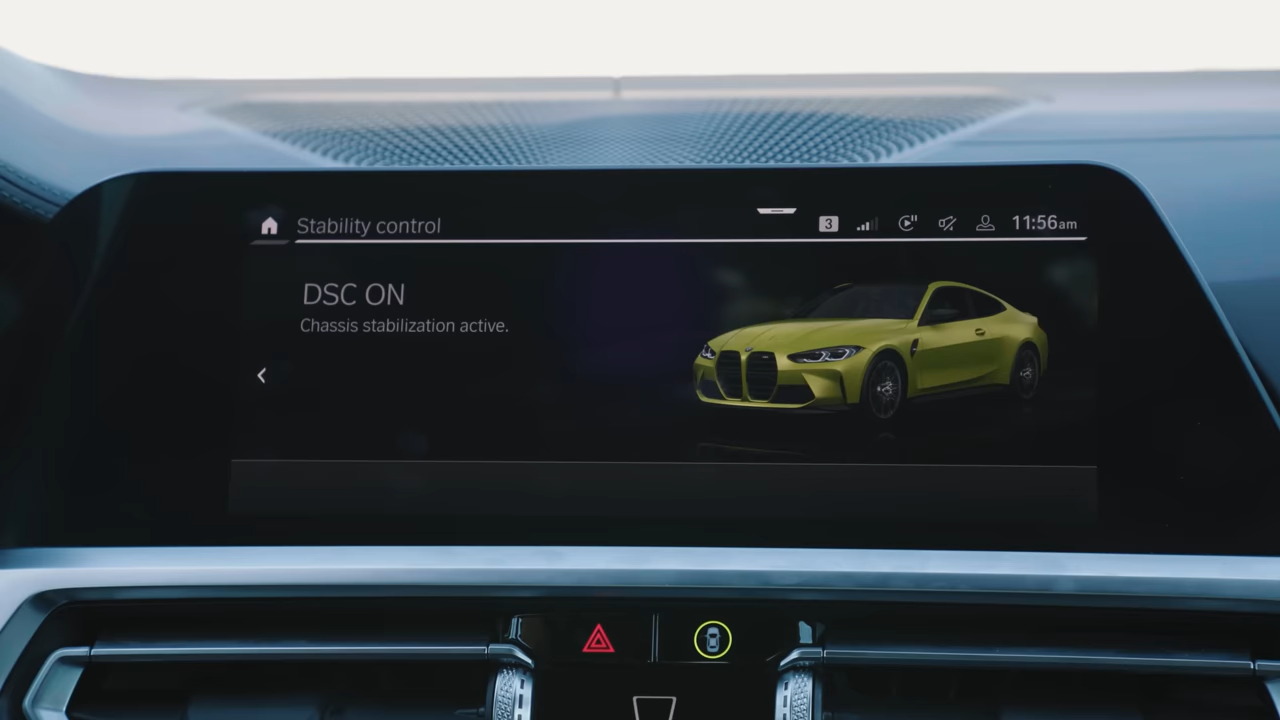 Stability control
3
11:56am
DSC ON
Chassis stabilization active.